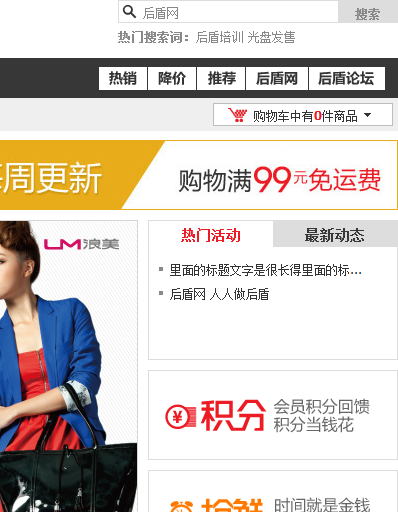 后盾网 搜索
热门搜索词: 后盾培训 光盘发售
热销 降价 推荐 后盾网 后盾论坛
购物车中有0件商品
每周更新 购物满99元免运费
LM浪美
热门活动 最新动态
里面的标题文字是很长得里面的标...
后盾网 人人做后盾
积分 会员积分回馈
积分当钱花
抢鲜 时间就是金钱